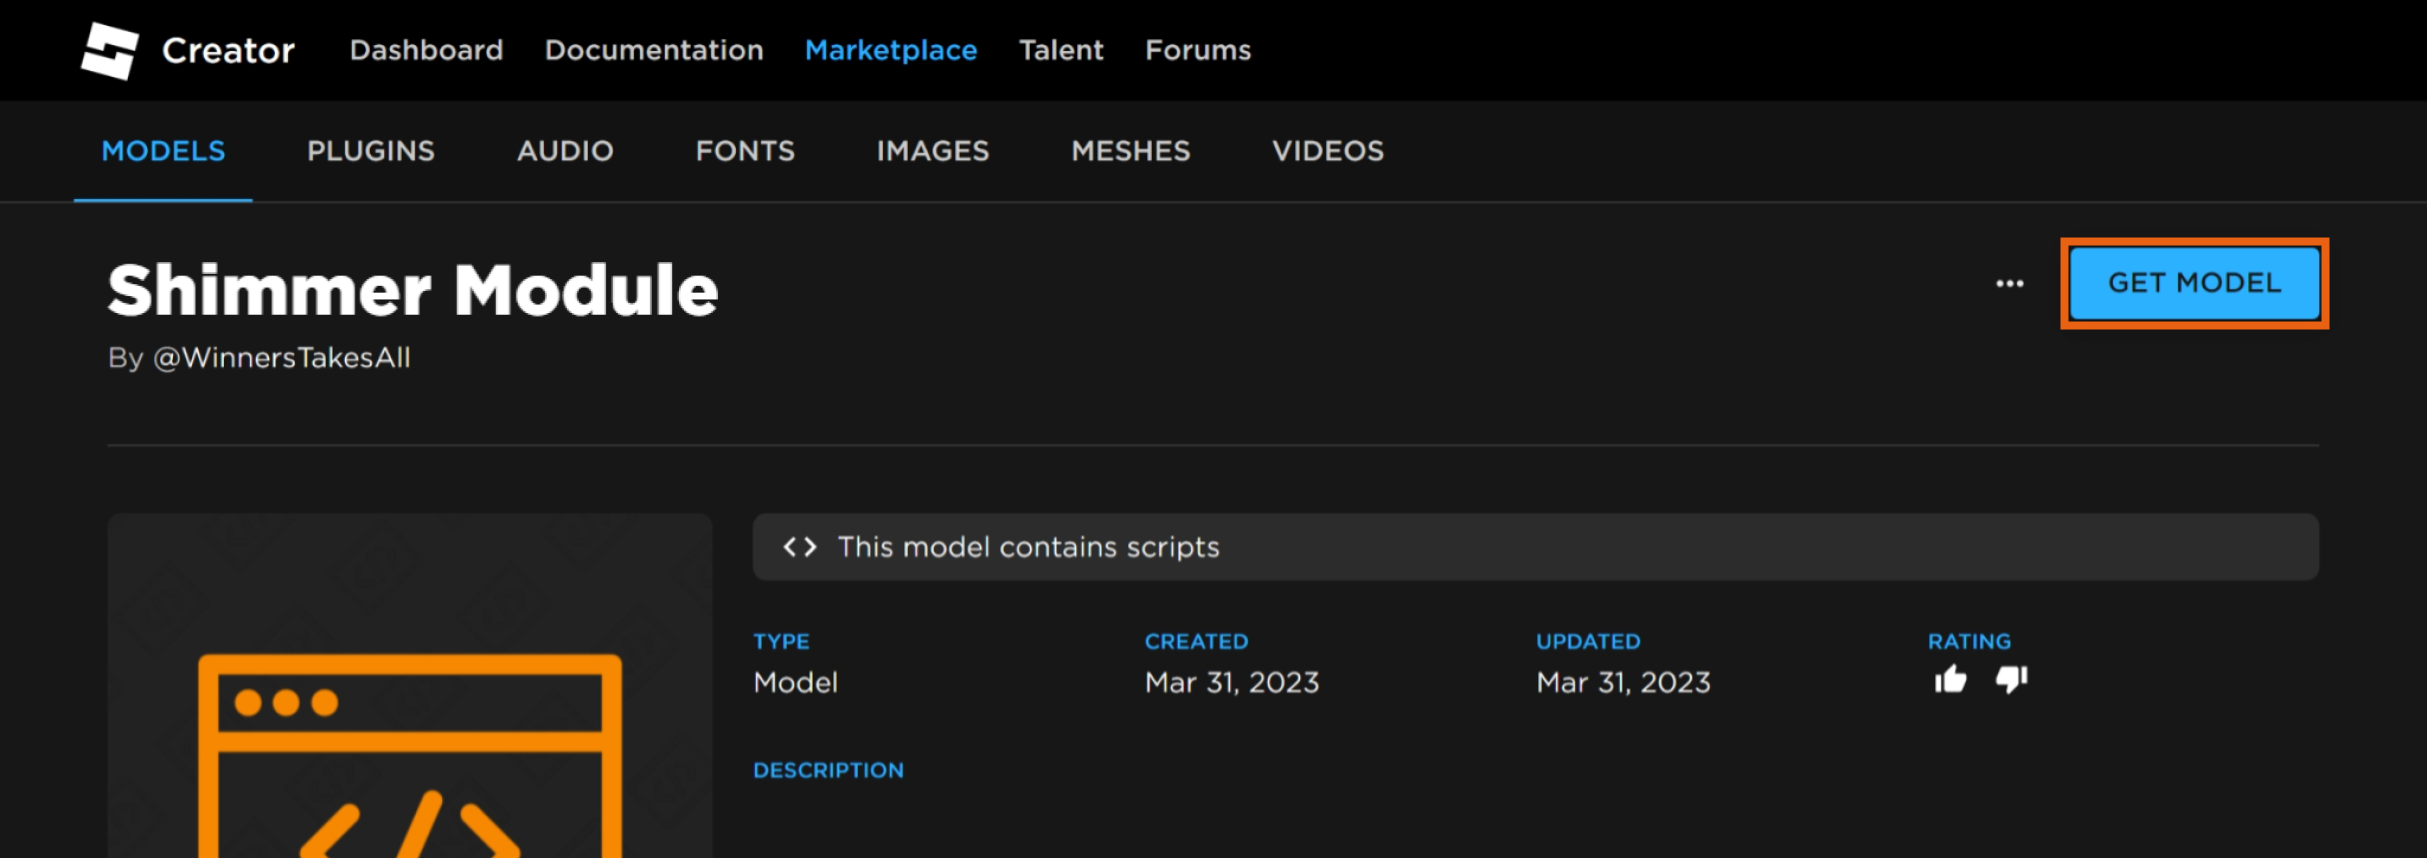 Creator Dashboard Documentation Marketplace Talent Forums
MODELS PLUGINS AUDIO FONTS IMAGES MESHES VIDEOS
Shimmer Module
GET MODEL
By @WinnersTakesAll
This model contains scripts
TYPE CREATED UPDATED RATING
Model Mar 31, 2023 Mar 31, 2023
DESCRIPTION